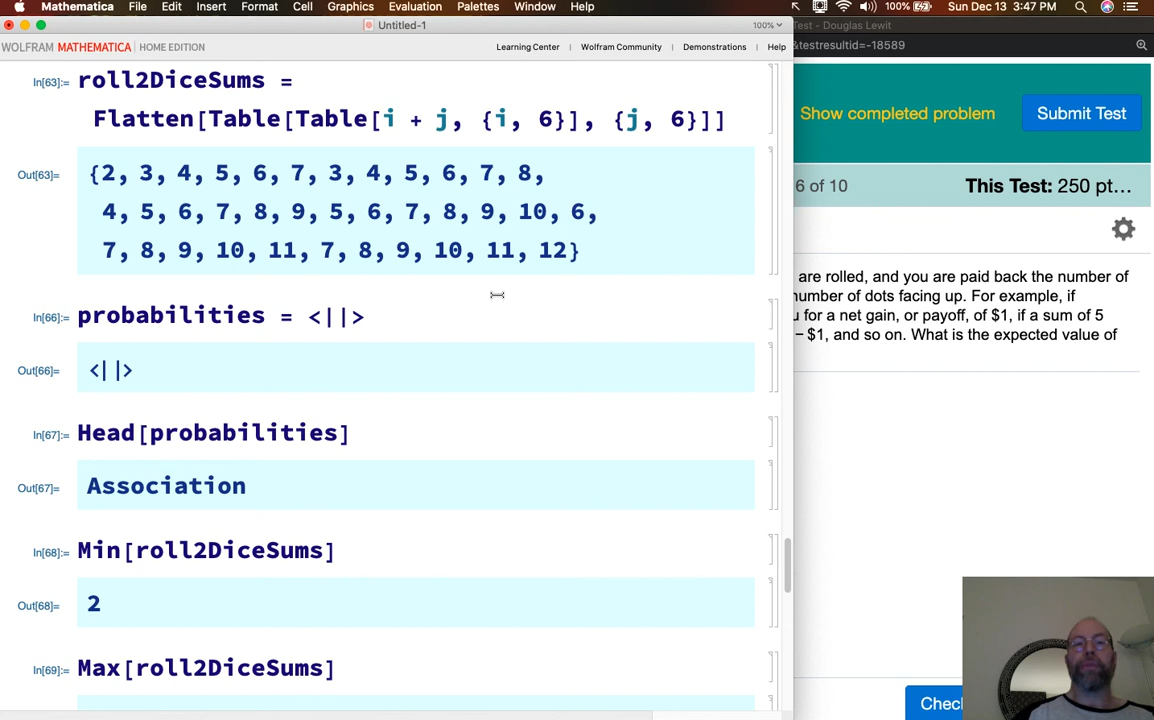 Mathematica File Edit Insert Format Cell Graphics Evaluation Palettes Window Help 100% Sun Dec 13 3:47 PM
Untitled-1 100%
Test - Douglas Lewit
WOLFRAM MATHEMATICA HOME EDITION Learning Center Wolfram Community Demonstrations Help
&testresultid=-18589
In[63]:= roll2DiceSums =
Flatten[Table[Table[i + j, {i, 6}], {j, 6}]]
Out[63]= {2, 3, 4, 5, 6, 7, 3, 4, 5, 6, 7, 8,
4, 5, 6, 7, 8, 9, 5, 6, 7, 8, 9, 10, 6,
7, 8, 9, 10, 11, 7, 8, 9, 10, 11, 12}
In[66]:= probabilities = <||>
Out[66]= <||>
In[67]:= Head[probabilities]
Out[67]= Association
In[68]:= Min[roll2DiceSums]
Out[68]= 2
In[69]:= Max[roll2DiceSums]
Show completed problem Submit Test
6 of 10 This Test: 250 pt...
are rolled, and you are paid back the number of
number of dots facing up. For example, if
u for a net gain, or payoff, of $1, if a sum of 5
− $1, and so on. What is the expected value of
Chec